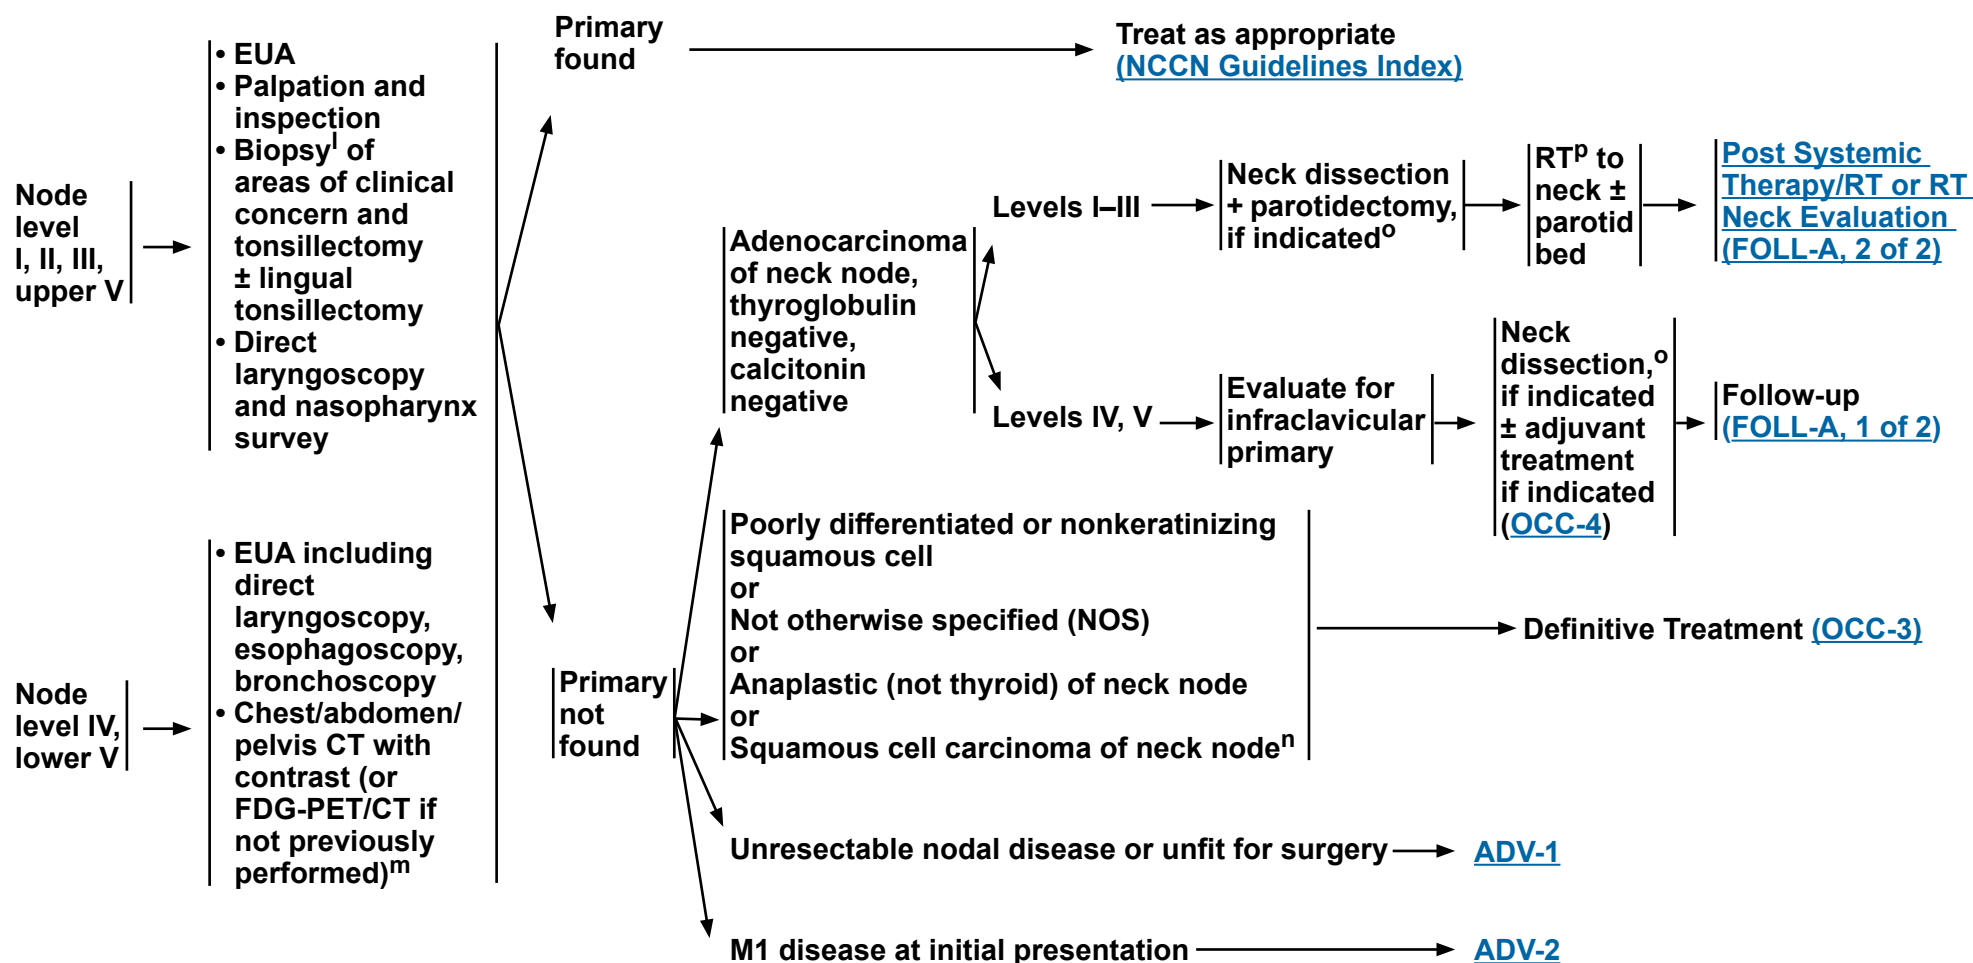 Node
level
I, II, III,
upper V
• EUA
• Palpation and
inspection
• Biopsyl of
areas of clinical
concern and
tonsillectomy
± lingual
tonsillectomy
• Direct
laryngoscopy
and nasopharynx
survey
Node
level IV,
lower V
• EUA including
direct
laryngoscopy,
esophagoscopy,
bronchoscopy
• Chest/abdomen/
pelvis CT with
contrast (or
FDG-PET/CT if
not previously
performed)m
Primary
found
Treat as appropriate
(NCCN Guidelines Index)
Primary
not
found
Adenocarcinoma
of neck node,
thyroglobulin
negative,
calcitonin
negative
Levels I–III
Neck dissection
+ parotidectomy,
if indicatedo
RTp to
neck ±
parotid
bed
Post Systemic
Therapy/RT or RT
Neck Evaluation
(FOLL-A, 2 of 2)
Levels IV, V
Evaluate for
infraclavicular
primary
Neck
dissection,o
if indicated
± adjuvant
treatment
if indicated
(OCC-4)
Follow-up
(FOLL-A, 1 of 2)
Poorly differentiated or nonkeratinizing
squamous cell
or
Not otherwise specified (NOS)
or
Anaplastic (not thyroid) of neck node
or
Squamous cell carcinoma of neck noden
Definitive Treatment (OCC-3)
Unresectable nodal disease or unfit for surgery
ADV-1
M1 disease at initial presentation
ADV-2